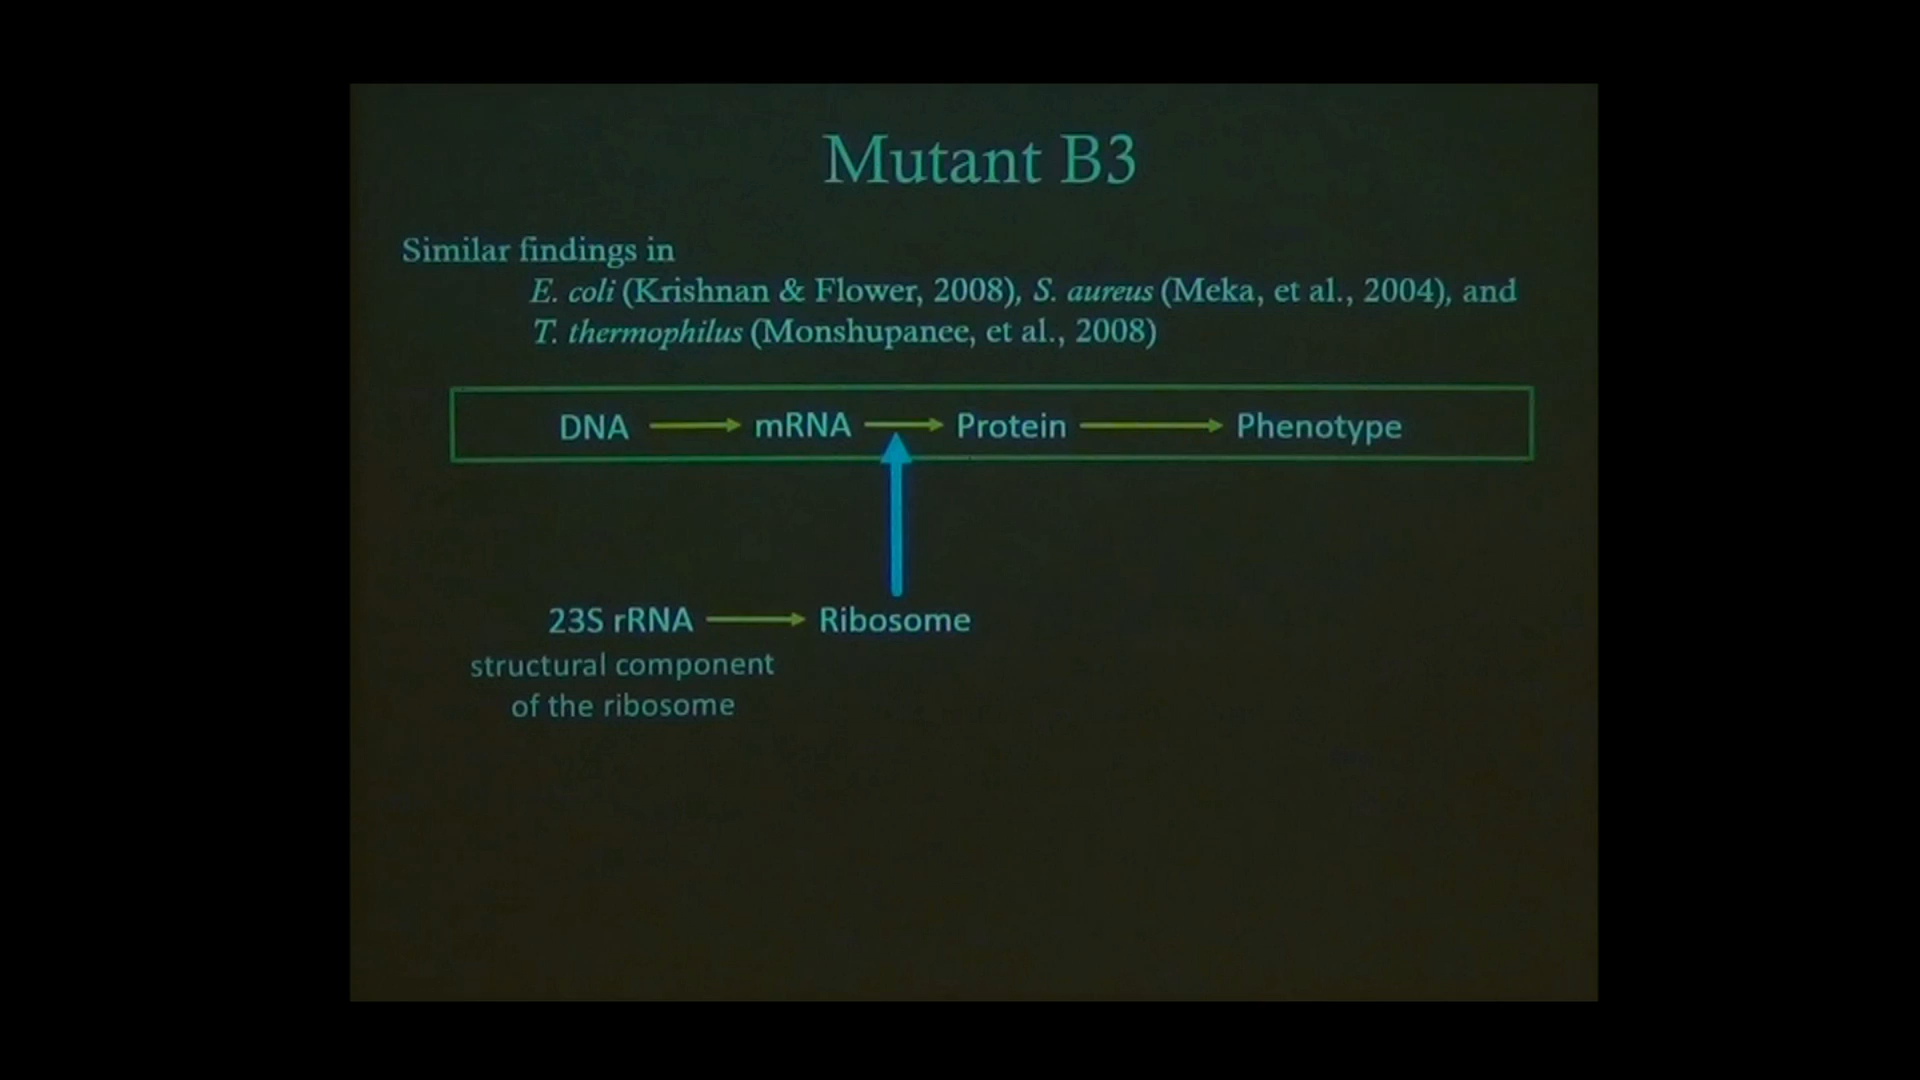 Mutant B3
Similar findings in
E. coli (Krishnan & Flower, 2008), S. aureus (Meka, et al., 2004), and
T. thermophilus (Monshupanee, et al., 2008)
DNA mRNA Protein Phenotype
23S rRNA Ribosome
structural component
of the ribosome